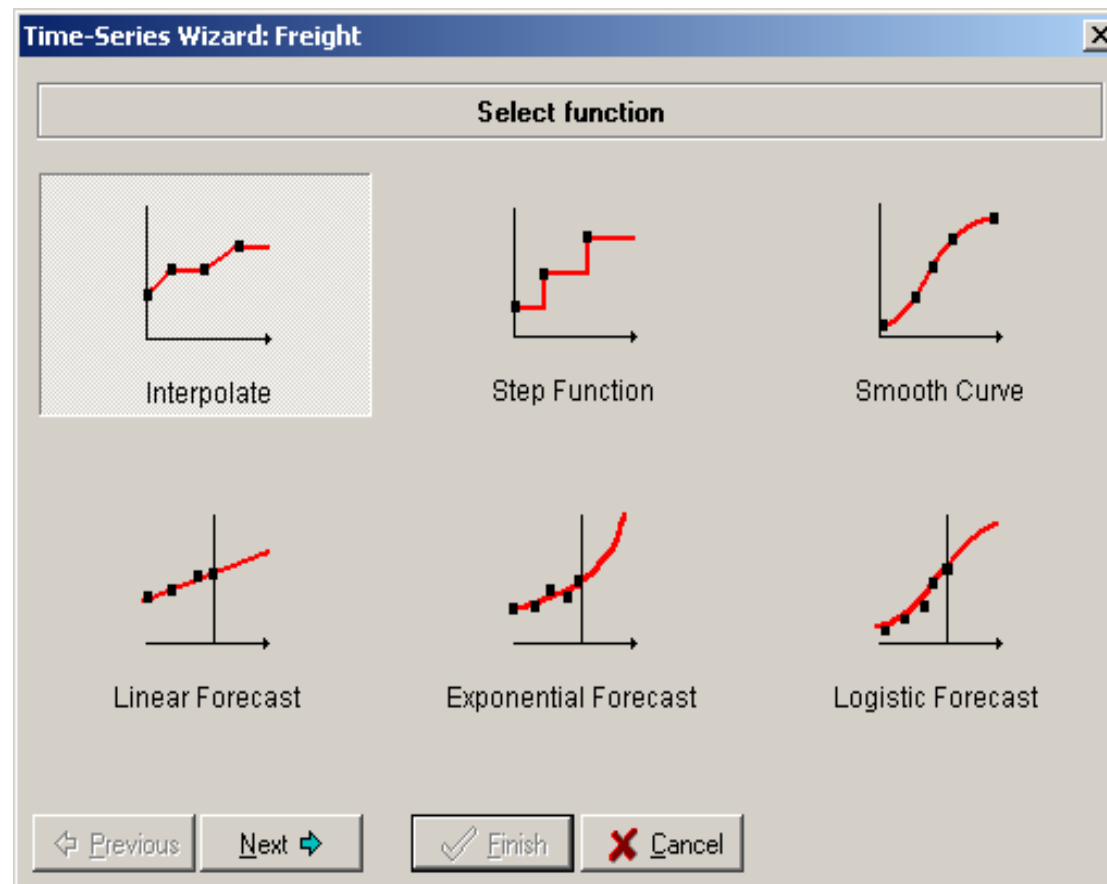 Time-Series Wizard: Freight
Select function
Interpolate
Step Function
Smooth Curve
Linear Forecast
Exponential Forecast
Logistic Forecast
Previous
Next
Finish
Cancel